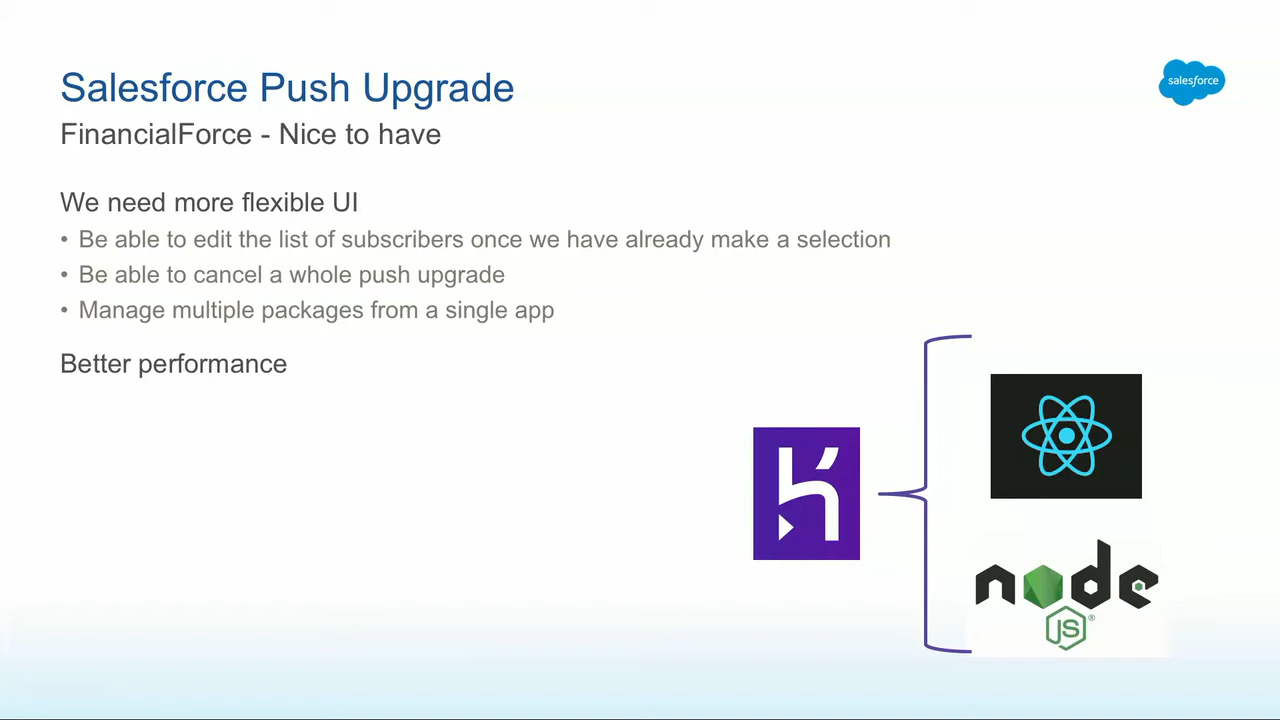 Salesforce Push Upgrade
salesforce
FinancialForce - Nice to have
We need more flexible UI
• Be able to edit the list of subscribers once we have already make a selection
• Be able to cancel a whole push upgrade
• Manage multiple packages from a single app
Better performance
node
JS®